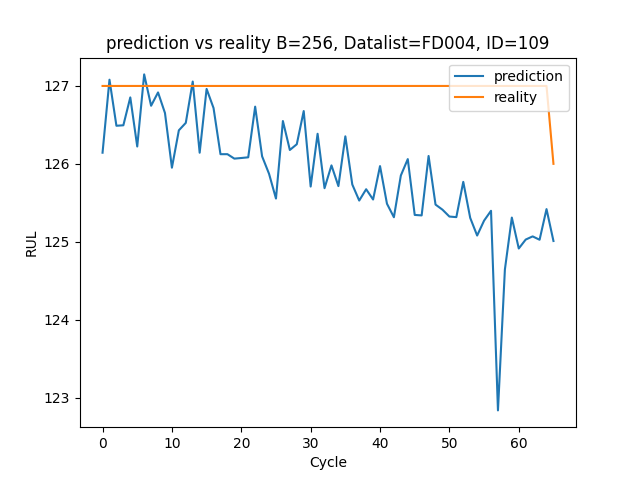 prediction vs reality B=256, Datalist=FD004, ID=109
prediction
reality
RUL
127
126
125
124
123
0 10 20 30 40 50 60
Cycle